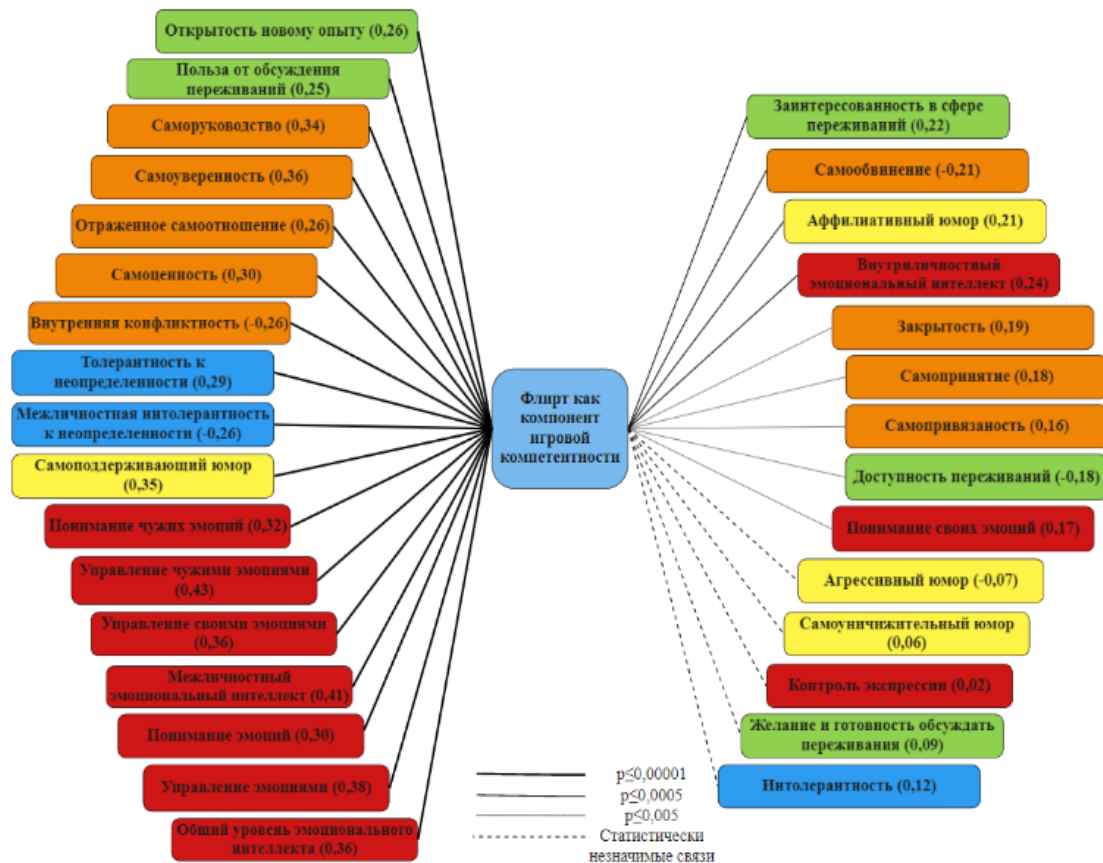 Открытость новому опыту (0,26)
Польза от обсуждения
переживаний (0,25)
Саморуководство (0,34)
Самоуверенность (0,36)
Отраженное самоотношение (0,26)
Самоценность (0,30)
Внутренняя конфликтность (-0,26)
Толерантность к
неопределенности (0,29)
Межличностная интолерантность
к неопределенности (-0,26)
Самоподдерживающий юмор
(0,35)
Понимание чужих эмоций (0,32)
Управление чужими эмоциями
(0,43)
Управление своими эмоциями
(0,36)
Межличностный
эмоциональный интеллект (0,41)
Понимание эмоций (0,30)
Управление эмоциями (0,38)
Общий уровень эмоционального
интеллекта (0,36)
Флирт как
компонент
игровой
компетентности
Заинтересованность в сфере
переживаний (0,22)
Самообвинение (-0,21)
Аффилиативный юмор (0,21)
Внутриличностный
эмоциональный интеллект (0,24)
Закрытость (0,19)
Самопринятие (0,18)
Самопривязаность (0,16)
Доступность переживаний (-0,18)
Понимание своих эмоций (0,17)
Агрессивный юмор (-0,07)
Самоуничижительный юмор
(0,06)
Контроль экспрессии (0,02)
Желание и готовность обсуждать
переживания (0,09)
Интолерантность (0,12)
p≤0,00001
p≤0,0005
p≤0,005
Статистически
незначимые связи